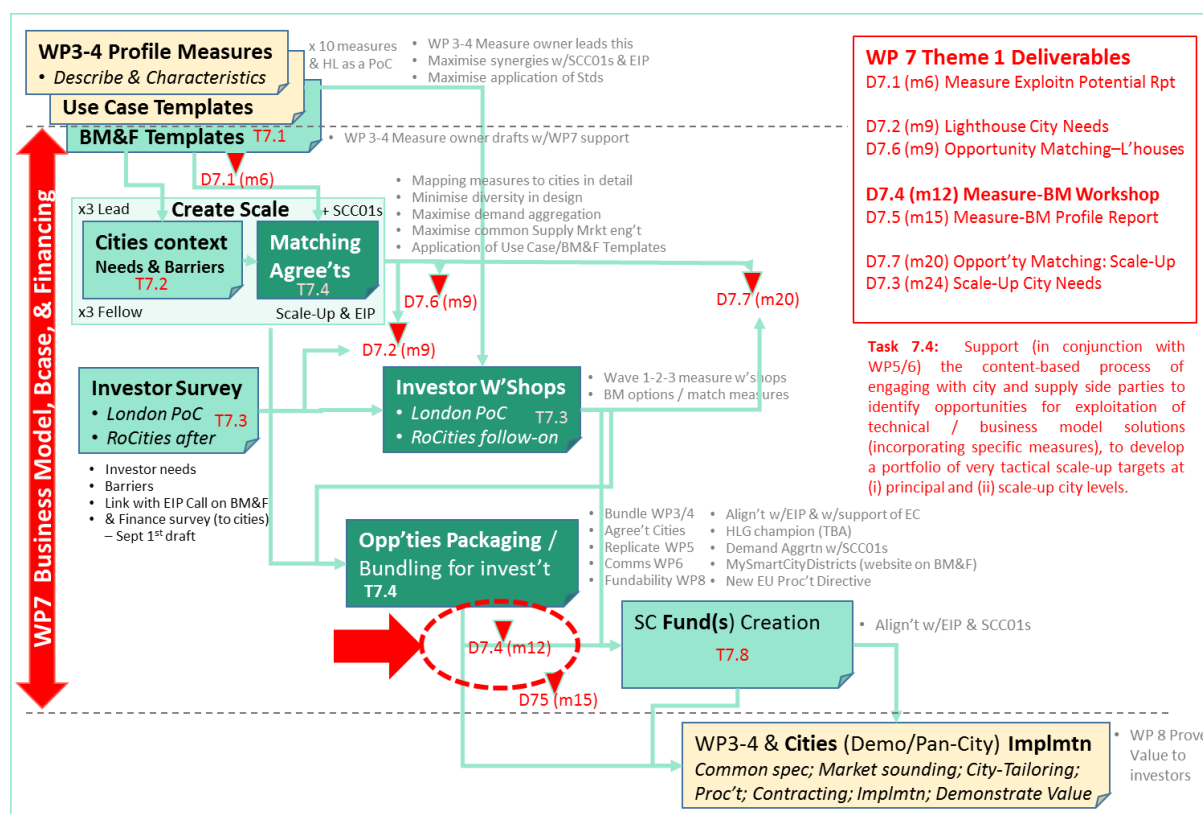 WP3-4 Profile Measures
• Describe & Characteristics
Use Case Templates
BM&F Templates T7.1
x 10 measures
& HL as a PoC
• WP 3-4 Measure owner leads this
• Maximise synergies w/SCC01s & EIP
• Maximise application of Stds
• WP 3-4 Measure owner drafts w/WP7 support
D7.1 (m6)
WP7 Business Model, Bcase, & Financing
x3 Lead
Create Scale
+ SCC01s
Cities context
Needs & Barriers
T7.2
Matching
Agree'ts
T7.4
x3 Fellow
Scale-Up & EIP
• Mapping measures to cities in detail
• Minimise diversity in design
• Maximise demand aggregation
• Maximise common Supply Mrkt eng't
• Application of Use Case/BM&F Templates
D7.6 (m9)
D7.7 (m20)
D7.2 (m9)
Investor Survey
• London PoC
T7.3
• RoCities after
• Investor needs
• Barriers
• Link with EIP Call on BM&F
• & Finance survey (to cities)
– Sept 1st draft
Investor W'Shops
• London PoC
T7.3
• RoCities follow-on
• Wave 1-2-3 measure w'shops
• BM options / match measures
Opp'ties Packaging /
Bundling for invest't
T7.4
• Bundle WP3/4
• Agree't Cities
• Replicate WP5
• Comms WP6
• Fundability WP8
• Align't w/EIP & w/support of EC
• HLG champion (TBA)
• Demand Aggrtn w/SCC01s
• MySmartCityDistricts (website on BM&F)
• New EU Proc't Directive
D7.4 (m12)
D75 (m15)
SC Fund(s) Creation
T7.8
• Align't w/EIP & SCC01s
WP3-4 & Cities (Demo/Pan-City) Implmtn
Common spec; Market sounding; City-Tailoring;
Proc't; Contracting; Implmtn; Demonstrate Value
• WP 8 Prove
Value to
investors
WP 7 Theme 1 Deliverables
D7.1 (m6) Measure Exploitn Potential Rpt
D7.2 (m9) Lighthouse City Needs
D7.6 (m9) Opportunity Matching–L'houses
D7.4 (m12) Measure-BM Workshop
D7.5 (m15) Measure-BM Profile Report
D7.7 (m20) Opport'ty Matching: Scale-Up
D7.3 (m24) Scale-Up City Needs
Task 7.4: Support (in conjunction with
WP5/6) the content-based process of
engaging with city and supply side parties to
identify opportunities for exploitation of
technical / business model solutions
(incorporating specific measures), to develop
a portfolio of very tactical scale-up targets at
(i) principal and (ii) scale-up city levels.